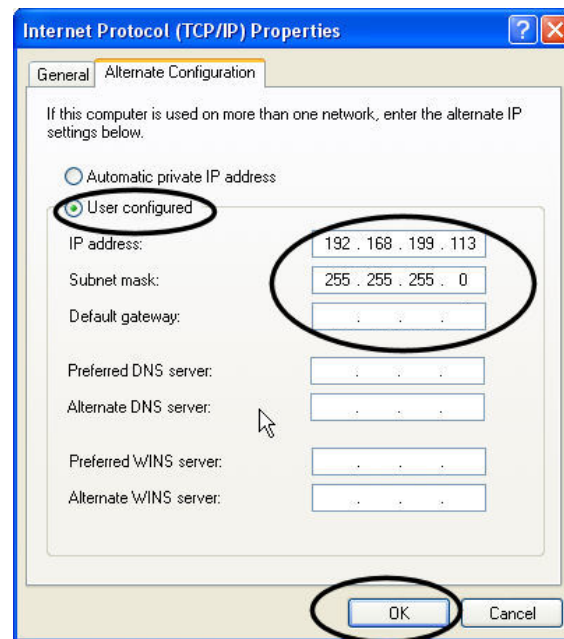 Internet Protocol (TCP/IP) Properties
General Alternate Configuration
If this computer is used on more than one network, enter the alternate IP
settings below.
Automatic private IP address
User configured
IP address: 192 . 168 . 199 . 113
Subnet mask: 255 . 255 . 255 . 0
Default gateway: . . .
Preferred DNS server: . . .
Alternate DNS server: . . .
Preferred WINS server: . . .
Alternate WINS server: . . .
OK Cancel